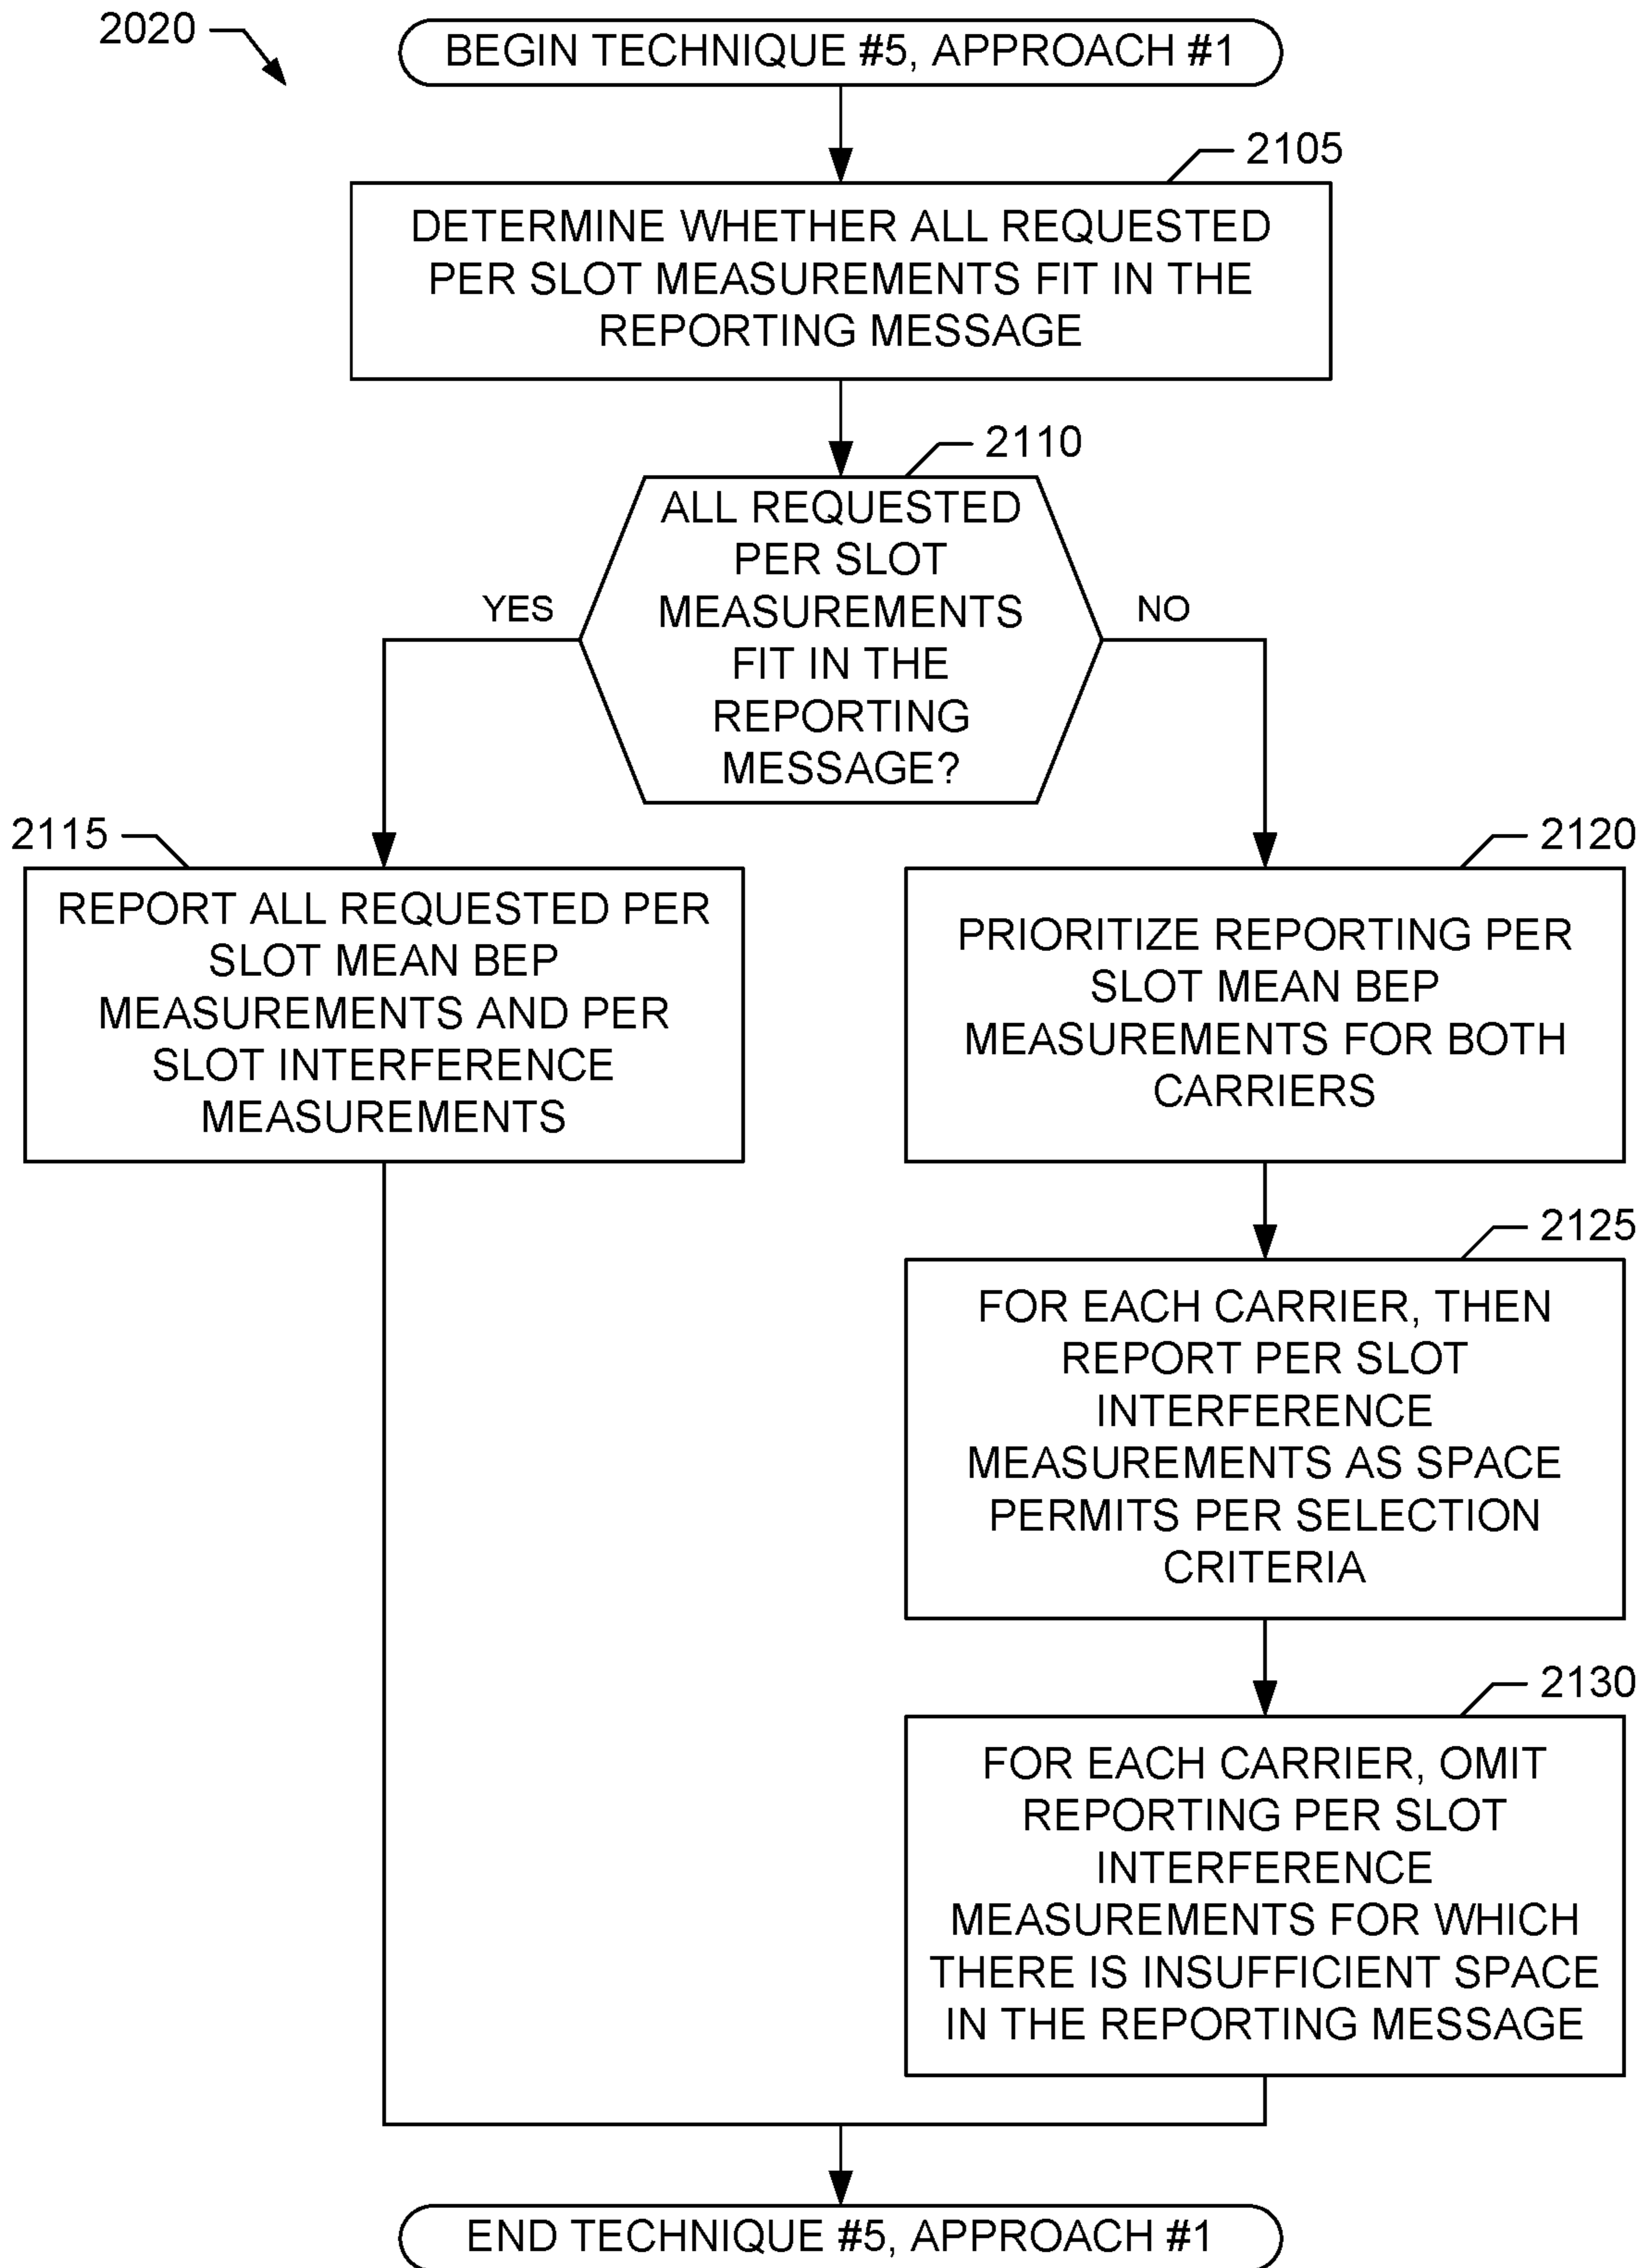 2020
BEGIN TECHNIQUE #5, APPROACH #1
2105
DETERMINE WHETHER ALL REQUESTED
PER SLOT MEASUREMENTS FIT IN THE
REPORTING MESSAGE
2110
ALL REQUESTED
PER SLOT
MEASUREMENTS
FIT IN THE
REPORTING
MESSAGE?
YES
NO
2115
REPORT ALL REQUESTED PER
SLOT MEAN BEP
MEASUREMENTS AND PER
SLOT INTERFERENCE
MEASUREMENTS
2120
PRIORITIZE REPORTING PER
SLOT MEAN BEP
MEASUREMENTS FOR BOTH
CARRIERS
2125
FOR EACH CARRIER, THEN
REPORT PER SLOT
INTERFERENCE
MEASUREMENTS AS SPACE
PERMITS PER SELECTION
CRITERIA
2130
FOR EACH CARRIER, OMIT
REPORTING PER SLOT
INTERFERENCE
MEASUREMENTS FOR WHICH
THERE IS INSUFFICIENT SPACE
IN THE REPORTING MESSAGE
END TECHNIQUE #5, APPROACH #1